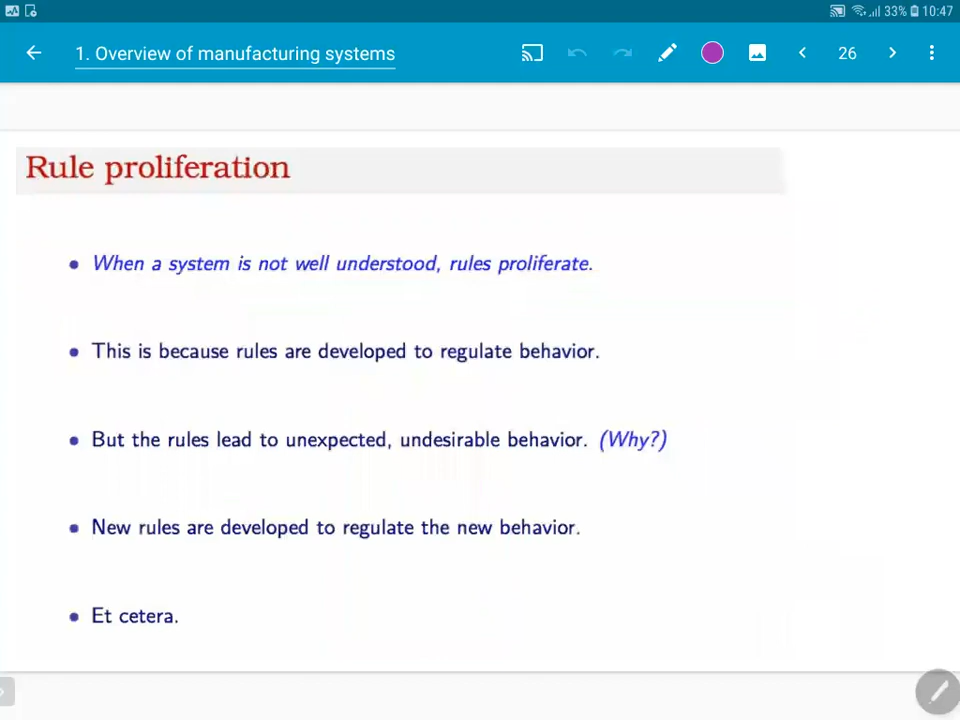 33% 10:47
1. Overview of manufacturing systems
26
Rule proliferation
• When a system is not well understood, rules proliferate.
• This is because rules are developed to regulate behavior.
• But the rules lead to unexpected, undesirable behavior. (Why?)
• New rules are developed to regulate the new behavior.
• Et cetera.